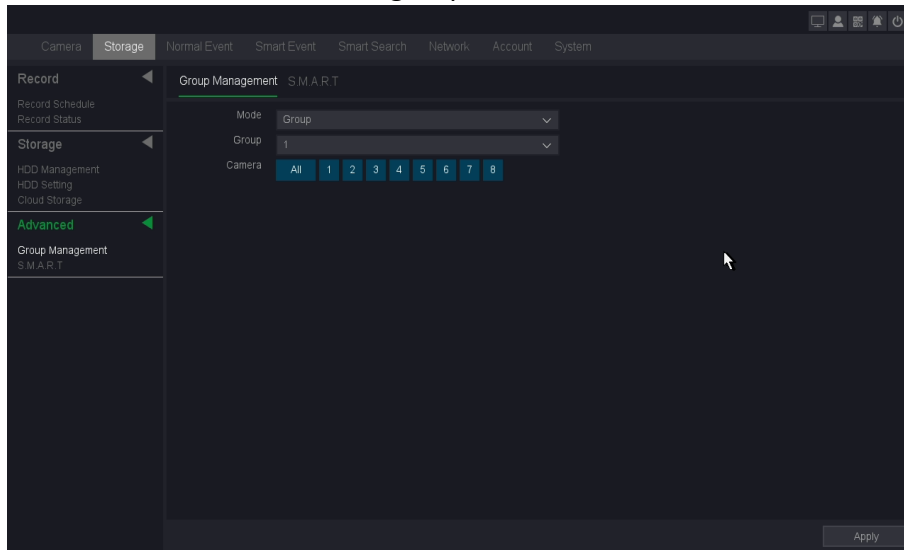 Camera Storage Normal Event Smart Event Smart Search Network Account System
Record
Record Schedule
Record Status
Storage
HDD Management
HDD Setting
Cloud Storage
Advanced
Group Management
S.M.A.R.T
Group Management S.M.A.R.T
Mode Group
Group 1
Camera All 1 2 3 4 5 6 7 8
Apply